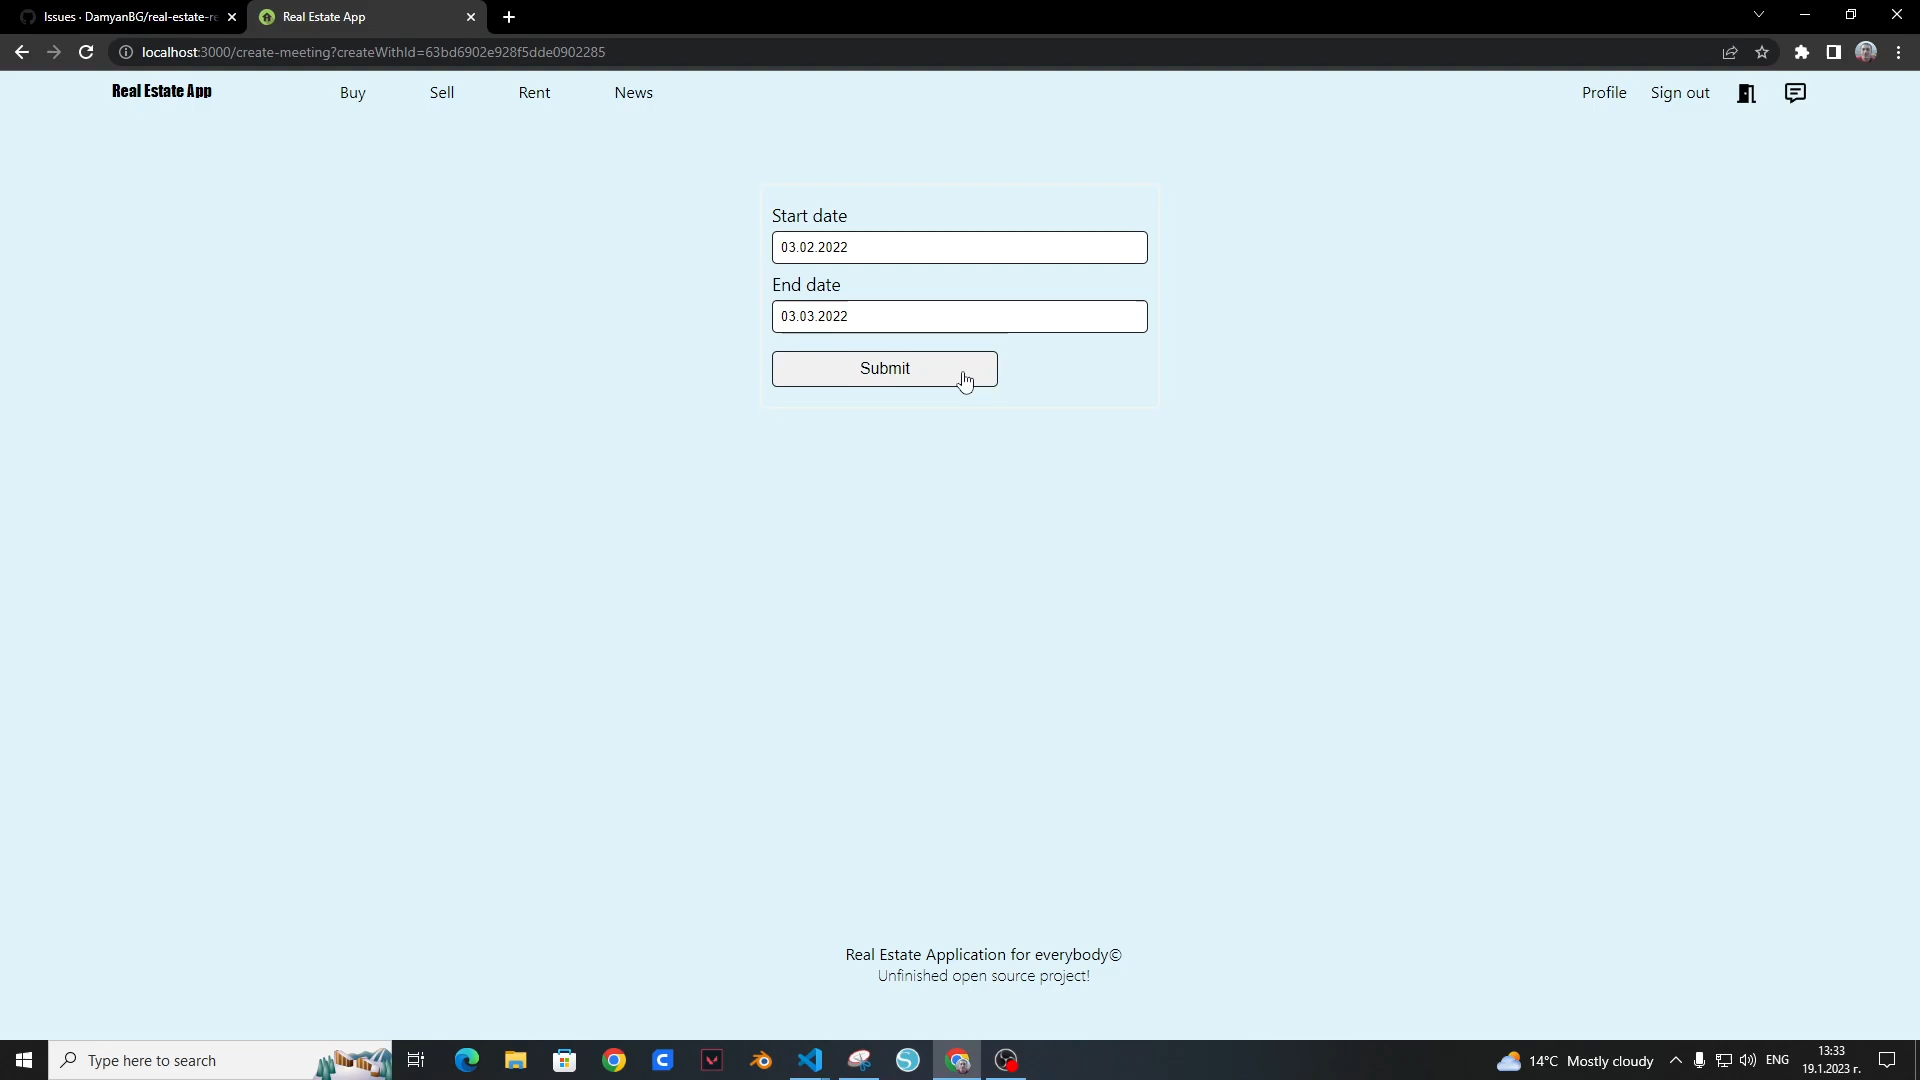 Issues · DamyanBG/real-estate-re
Real Estate App
localhost:3000/create-meeting?createWithId=63bd6902e928f5dde0902285
Real Estate App
Buy
Sell
Rent
News
Profile
Sign out
Start date
03.02.2022
End date
03.03.2022
Submit
Real Estate Application for everybody©
Unfinished open source project!
Type here to search
14°C Mostly cloudy
ENG
13:33
19.1.2023 г.